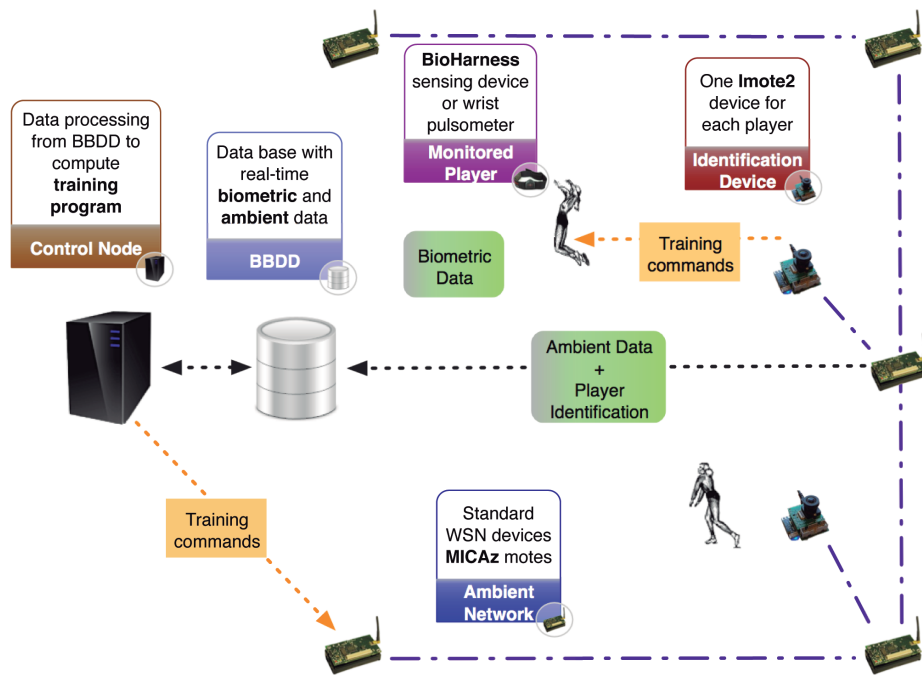 BioHarness
sensing device
or wrist
pulsometer
Monitored
Player
One Imote2
device for
each player
Identification
Device
Data processing
from BBDD to
compute
training
program
Control Node
Data base with
real-time
biometric and
ambient data
BBDD
Biometric
Data
Training
commands
Ambient Data
+
Player
Identification
Training
commands
Standard
WSN devices
MICAz motes
Ambient
Network